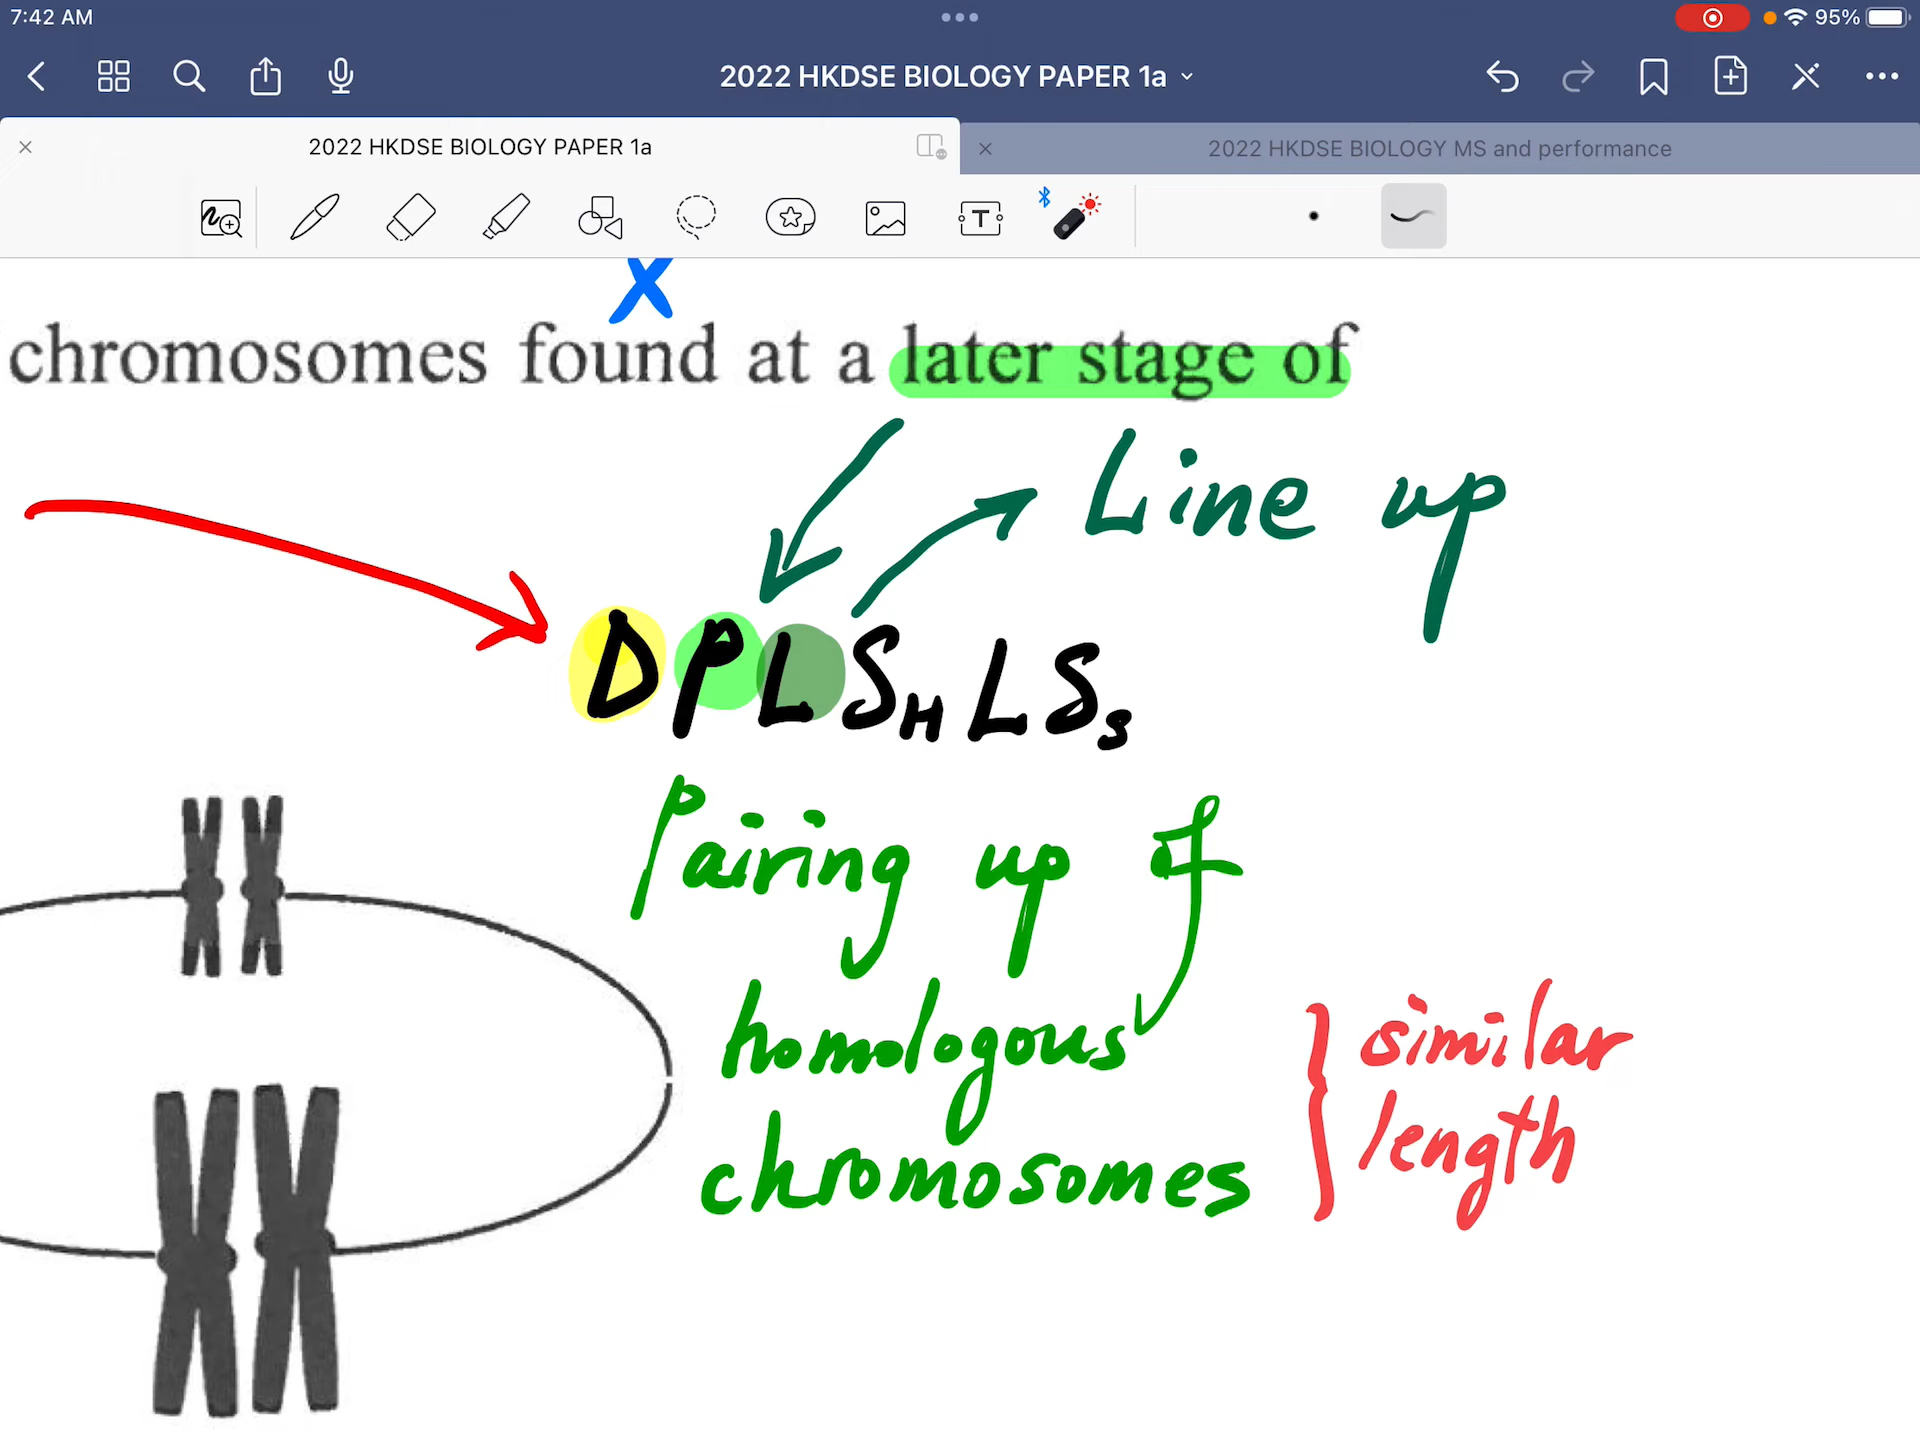 7:42 AM
95%
2022 HKDSE BIOLOGY PAPER 1a
2022 HKDSE BIOLOGY PAPER 1a
2022 HKDSE BIOLOGY MS and performance
T
X
chromosomes found at a later stage of
Line up
DPLSHLSs
Pairing up of
homologous
chromosomes
similar
length